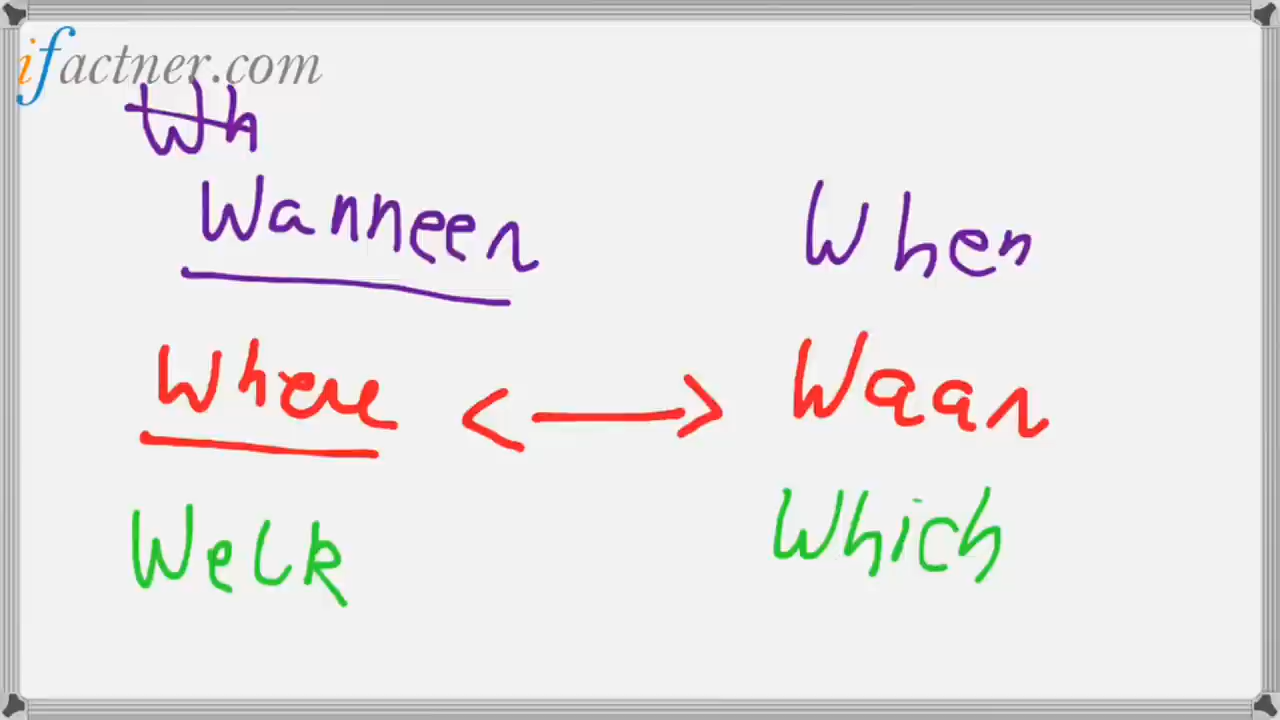 ifactner.com
Wh
Wanneer When
Where <—> Waar
Welk Which